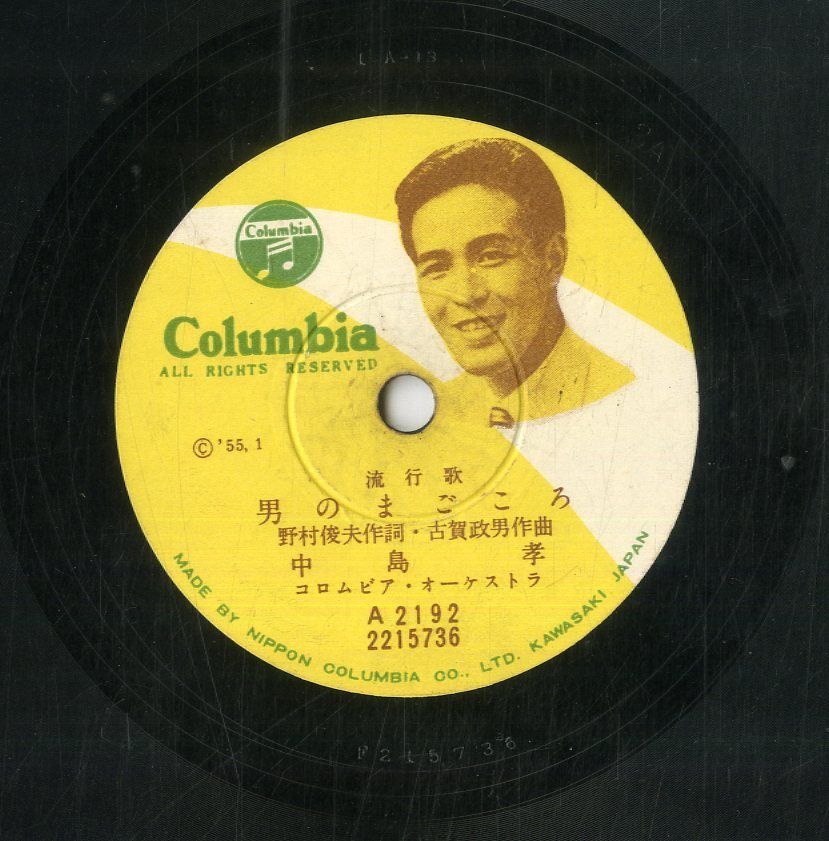 Columbia
Columbia
ALL RIGHTS RESERVED
©'55,1
流行歌
男のまごころ
野村俊夫作詞・古賀政男作曲
中島孝
コロムビア・オーケストラ
A2192
2215736
MADE BY NIPPON COLUMBIA CO., LTD. KAWASAKI JAPAN